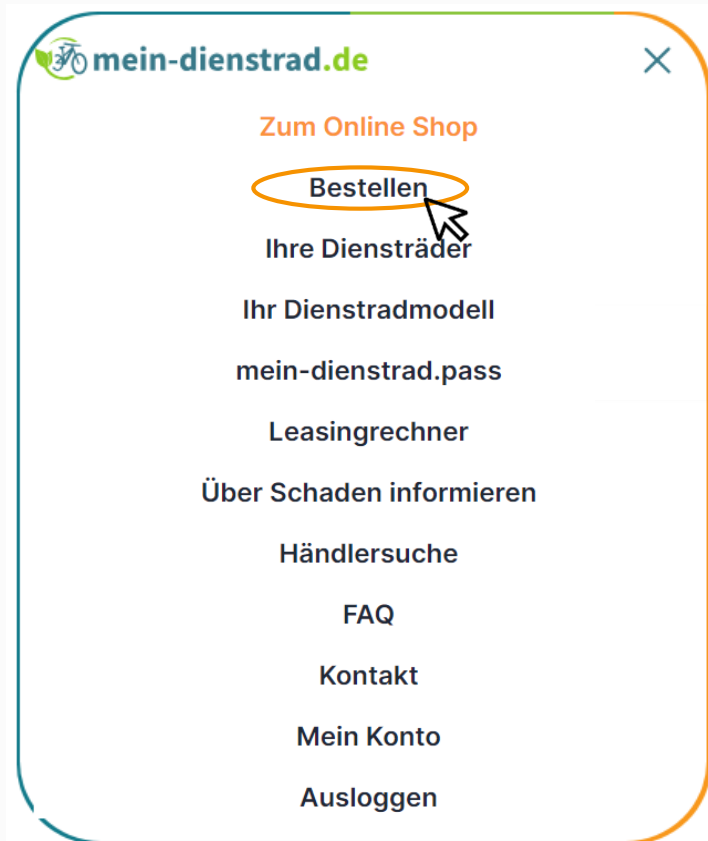 mein-dienstrad.de
Zum Online Shop
Bestellen
Ihre Diensträder
Ihr Dienstradmodell
mein-dienstrad.pass
Leasingrechner
Über Schaden informieren
Händlersuche
FAQ
Kontakt
Mein Konto
Ausloggen